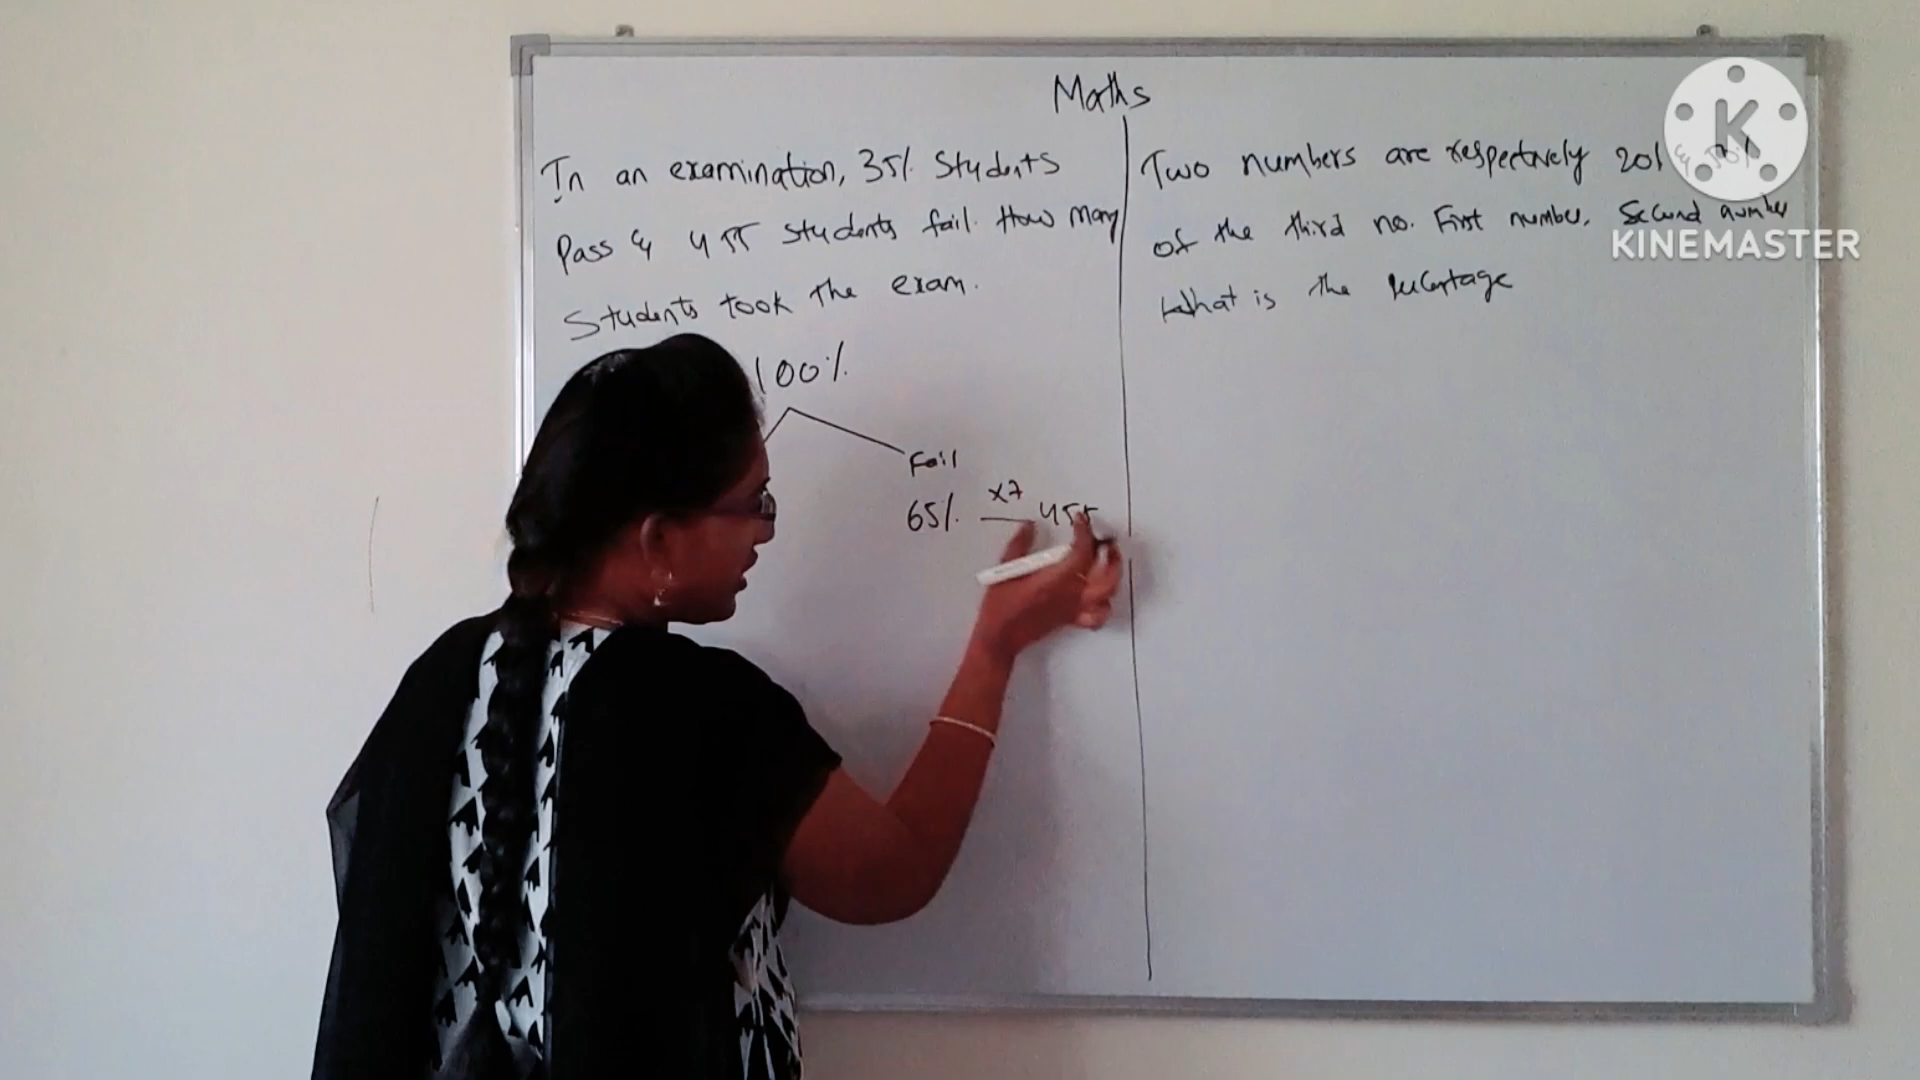 Maths
In an examination, 35% Students
Pass & 455 students fail. How many
Students took the exam.
100%
Fail
65% x7 455
Two numbers are respectively 20% &
of the third no. First number, Second number
What is the percentage
K
KINEMASTER